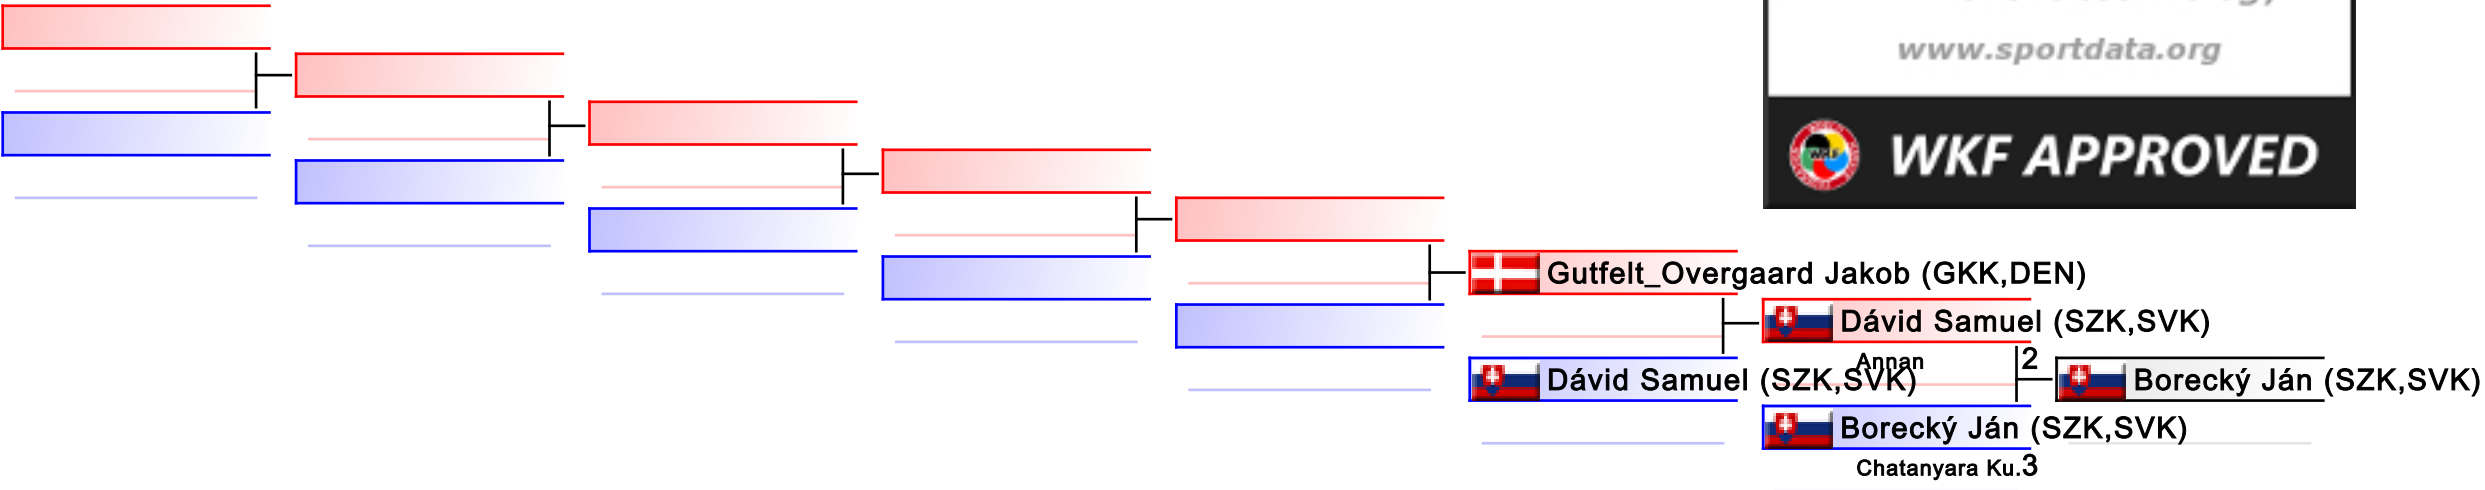 www.sportdata.org
WKF APPROVED
Gutfelt_Overgaard Jakob (GKK,DEN)
Dávid Samuel (SZK,SVK)
Annan 2
Dávid Samuel (SZK,SVK)
Borecký Ján (SZK,SVK)
Borecký Ján (SZK,SVK)
Chatanyara Ku.3